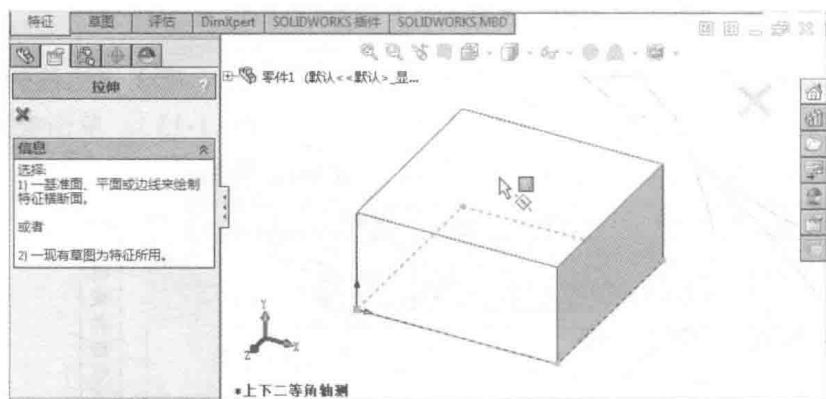 特征 草图 评估 DimXpert SOLIDWORKS 插件 SOLIDWORKS MBD
零件1 (默认<<默认>_显...
拉伸
?
信息
选择:
1) 一基准面、平面或边线来绘制
特征横断面。
或者
2) 一现有草图为特征所用。
Y
Y
Z
X
*上下二等角轴测